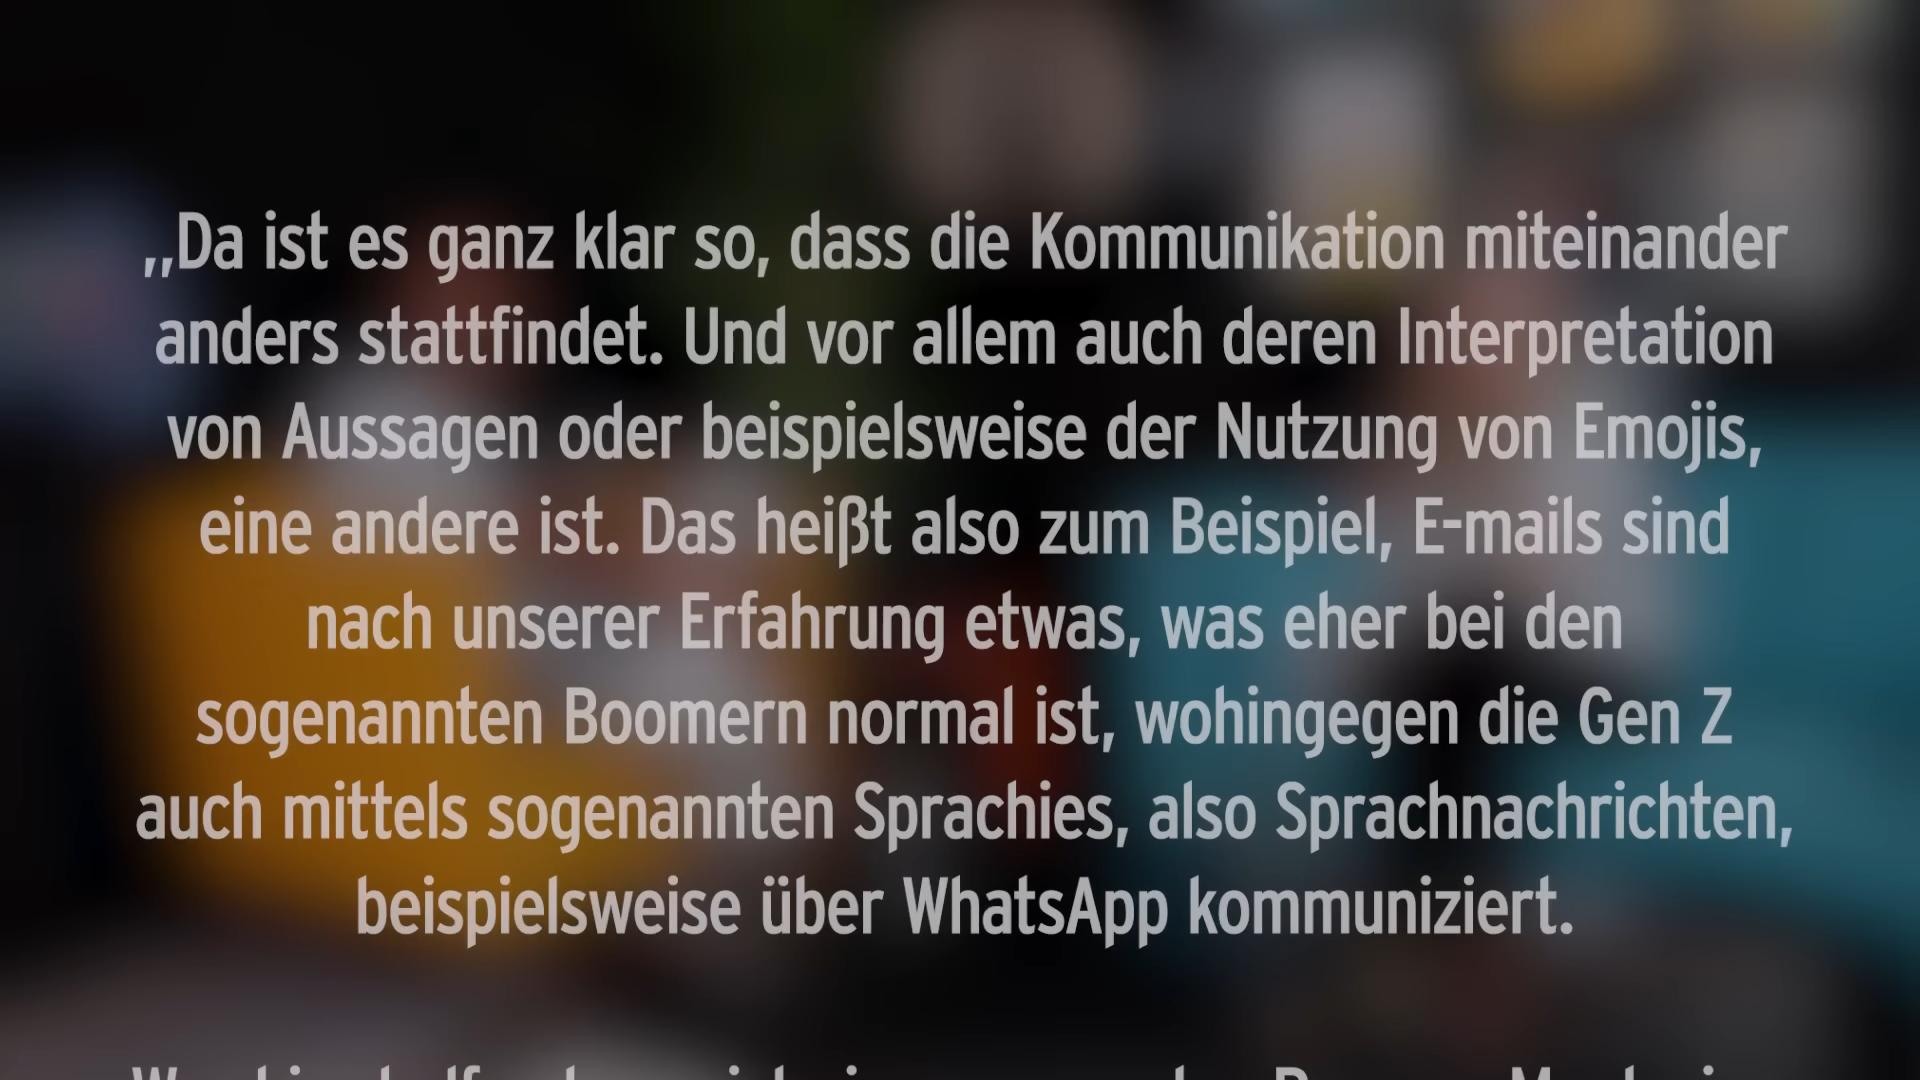 „Da ist es ganz klar so, dass die Kommunikation miteinander
anders stattfindet. Und vor allem auch deren Interpretation
von Aussagen oder beispielsweise der Nutzung von Emojis,
eine andere ist. Das heißt also zum Beispiel, E-mails sind
nach unserer Erfahrung etwas, was eher bei den
sogenannten Boomern normal ist, wohingegen die Gen Z
auch mittels sogenannten Sprachies, also Sprachnachrichten,
beispielsweise über WhatsApp kommuniziert.